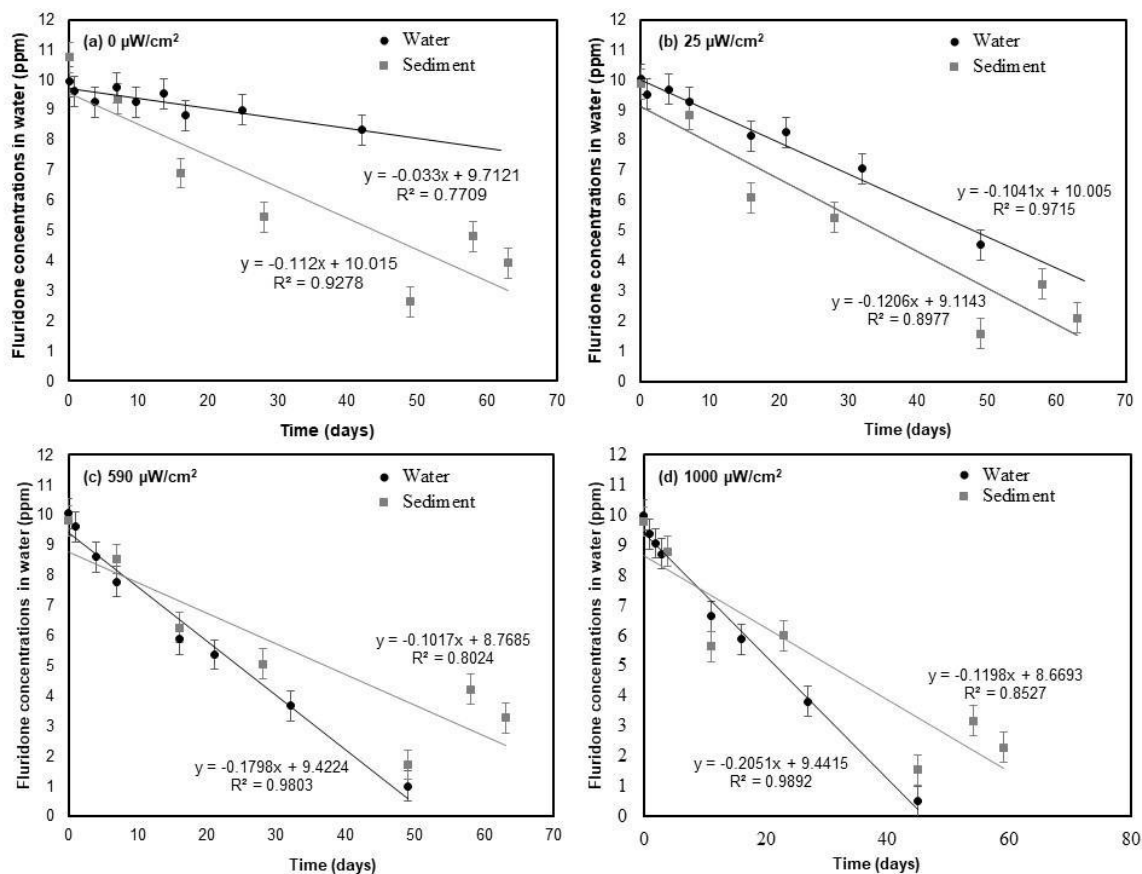 (a) 0 µW/cm²
Water
Sediment
Fluridone concentrations in water (ppm)
12
11
10
9
8
7
6
5
4
3
2
1
0
y = -0.033x + 9.7121
R² = 0.7709
y = -0.112x + 10.015
R² = 0.9278
0 10 20 30 40 50 60 70
Time (days)
(b) 25 µW/cm²
Water
Sediment
Fluridone concentrations in water (ppm)
12
11
10
9
8
7
6
5
4
3
2
1
0
y = -0.1041x + 10.005
R² = 0.9715
y = -0.1206x + 9.1143
R² = 0.8977
0 10 20 30 40 50 60 70
Time (days)
(c) 590 µW/cm²
Water
Sediment
Fluridone concentrations in water (ppm)
12
11
10
9
8
7
6
5
4
3
2
1
0
y = -0.1017x + 8.7685
R² = 0.8024
y = -0.1798x + 9.4224
R² = 0.9803
0 10 20 30 40 50 60 70
Time (days)
(d) 1000 µW/cm²
Water
Sediment
Fluridone concentrations in water (ppm)
12
11
10
9
8
7
6
5
4
3
2
1
0
y = -0.1198x + 8.6693
R² = 0.8527
y = -0.2051x + 9.4415
R² = 0.9892
0 20 40 60 80
Time (days)